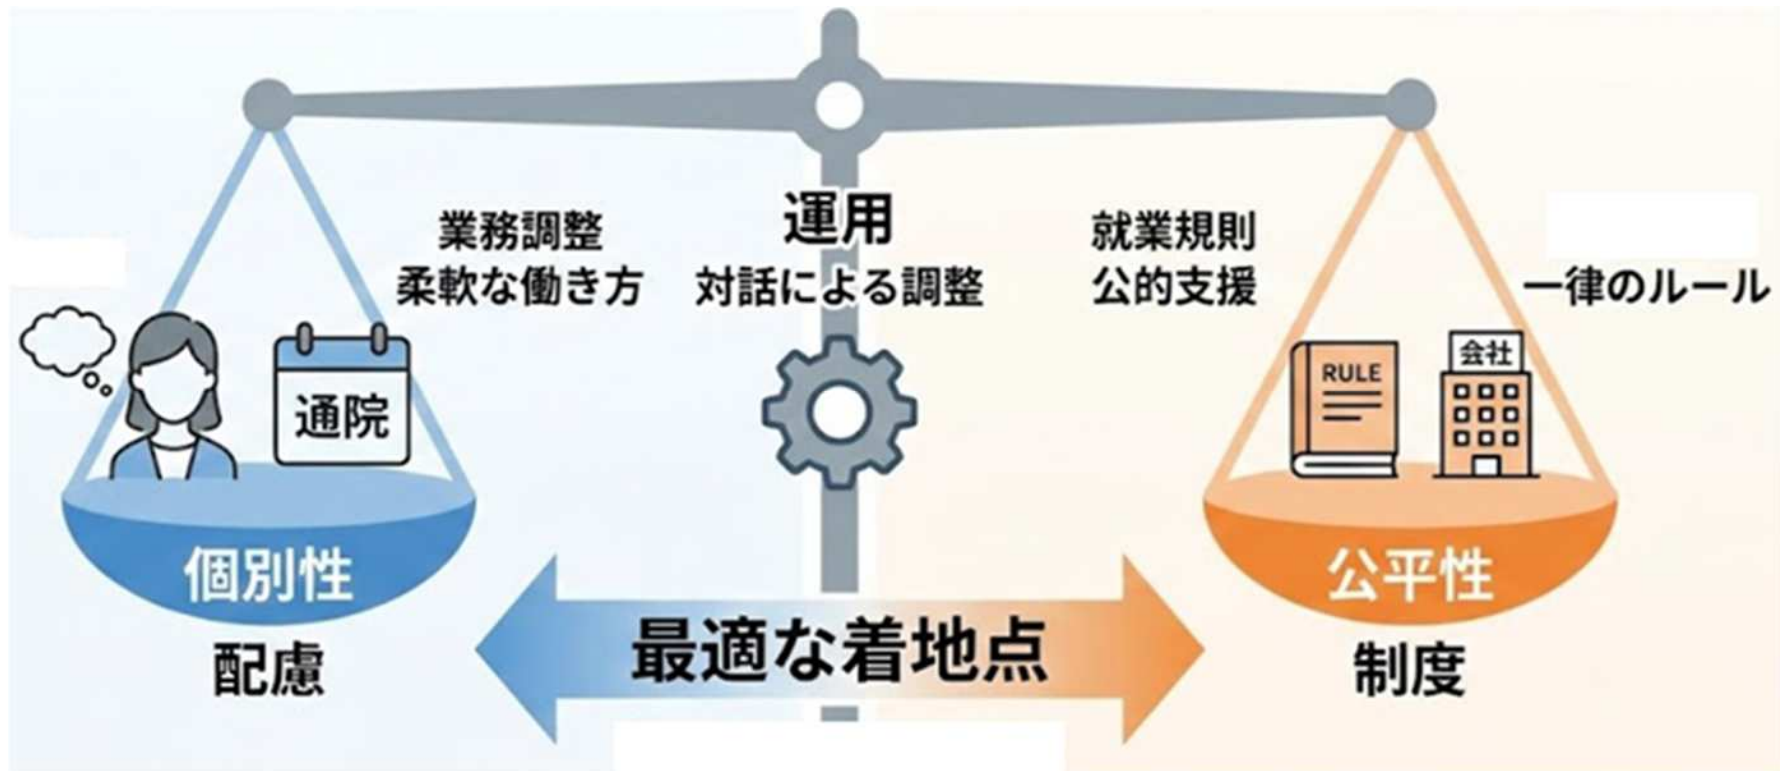 業務調整
柔軟な働き方
運用
対話による調整
就業規則
公的支援
一律のルール
通院
RULE
会社
個別性
配慮
最適な着地点
公平性
制度